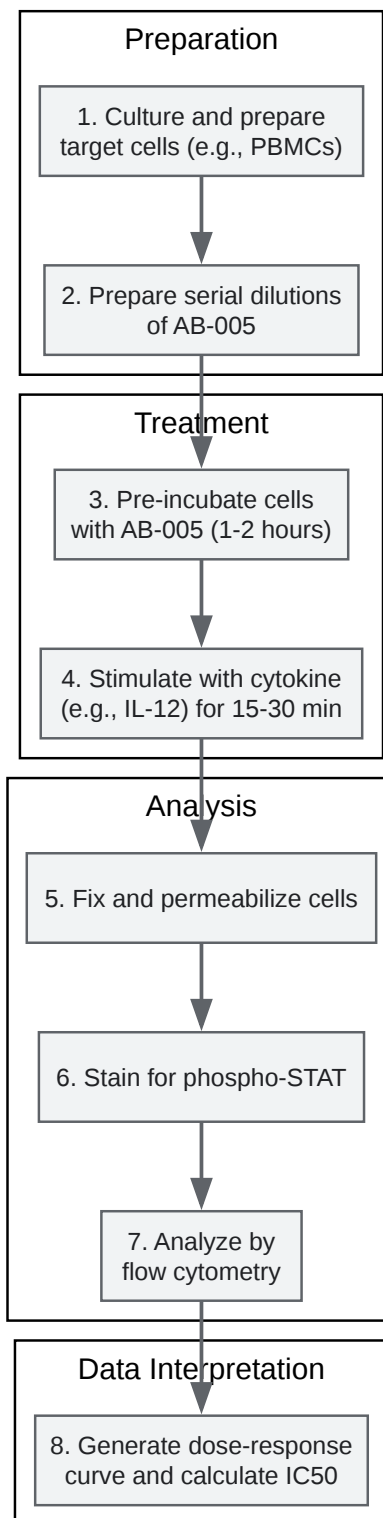 Preparation
1. Culture and prepare
target cells (e.g., PBMCs)
2. Prepare serial dilutions
of AB-005
Treatment
3. Pre-incubate cells
with AB-005 (1-2 hours)
4. Stimulate with cytokine
(e.g., IL-12) for 15-30 min
Analysis
5. Fix and permeabilize cells
6. Stain for phospho-STAT
7. Analyze by
flow cytometry
Data Interpretation
8. Generate dose-response
curve and calculate IC50